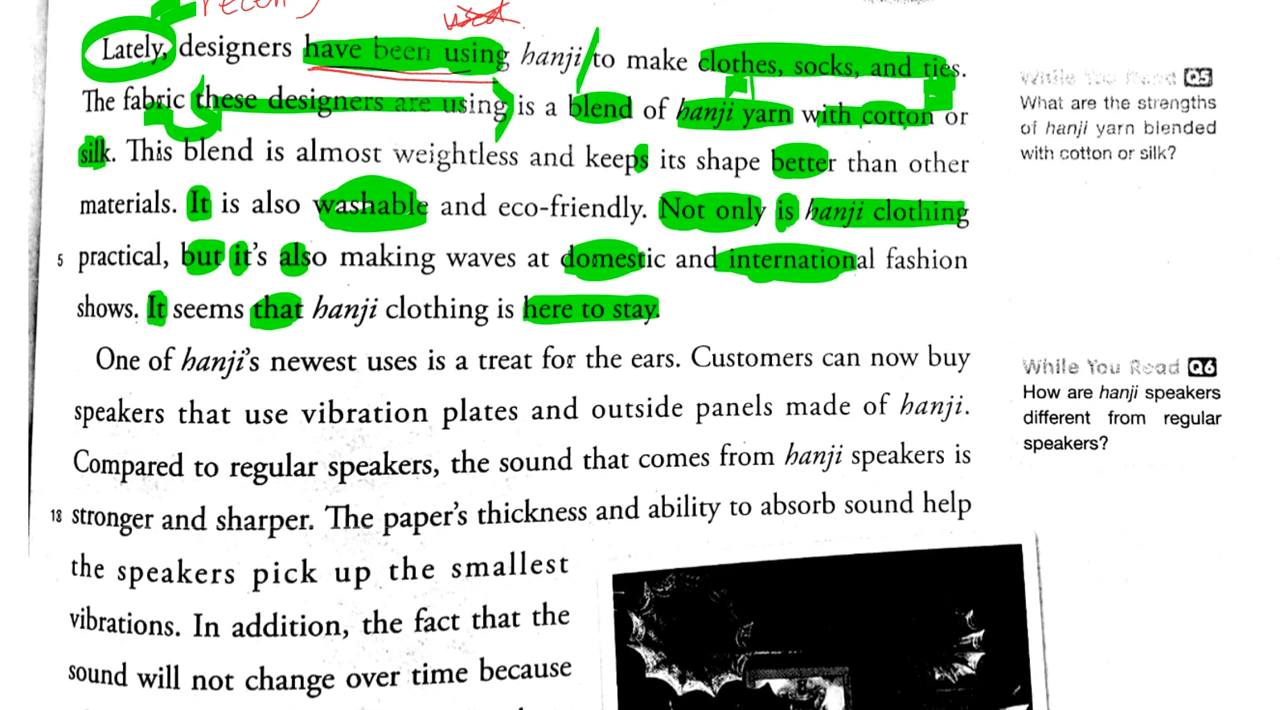 Lately, designers have been using hanji to make clothes, socks, and ties.
The fabric these designers are using is a blend of hanji yarn with cotton or
silk. This blend is almost weightless and keeps its shape better than other
materials. It is also washable and eco-friendly. Not only is hanji clothing
5 practical, but it's also making waves at domestic and international fashion
shows. It seems that hanji clothing is here to stay.
One of hanji's newest uses is a treat for the ears. Customers can now buy
speakers that use vibration plates and outside panels made of hanji.
Compared to regular speakers, the sound that comes from hanji speakers is
18 stronger and sharper. The paper's thickness and ability to absorb sound help
the speakers pick up the smallest
vibrations. In addition, the fact that the
sound will not change over time because
While You Read Q5
What are the strengths
of hanji yarn blended
with cotton or silk?
While You Read Q6
How are hanji speakers
different from regular
speakers?